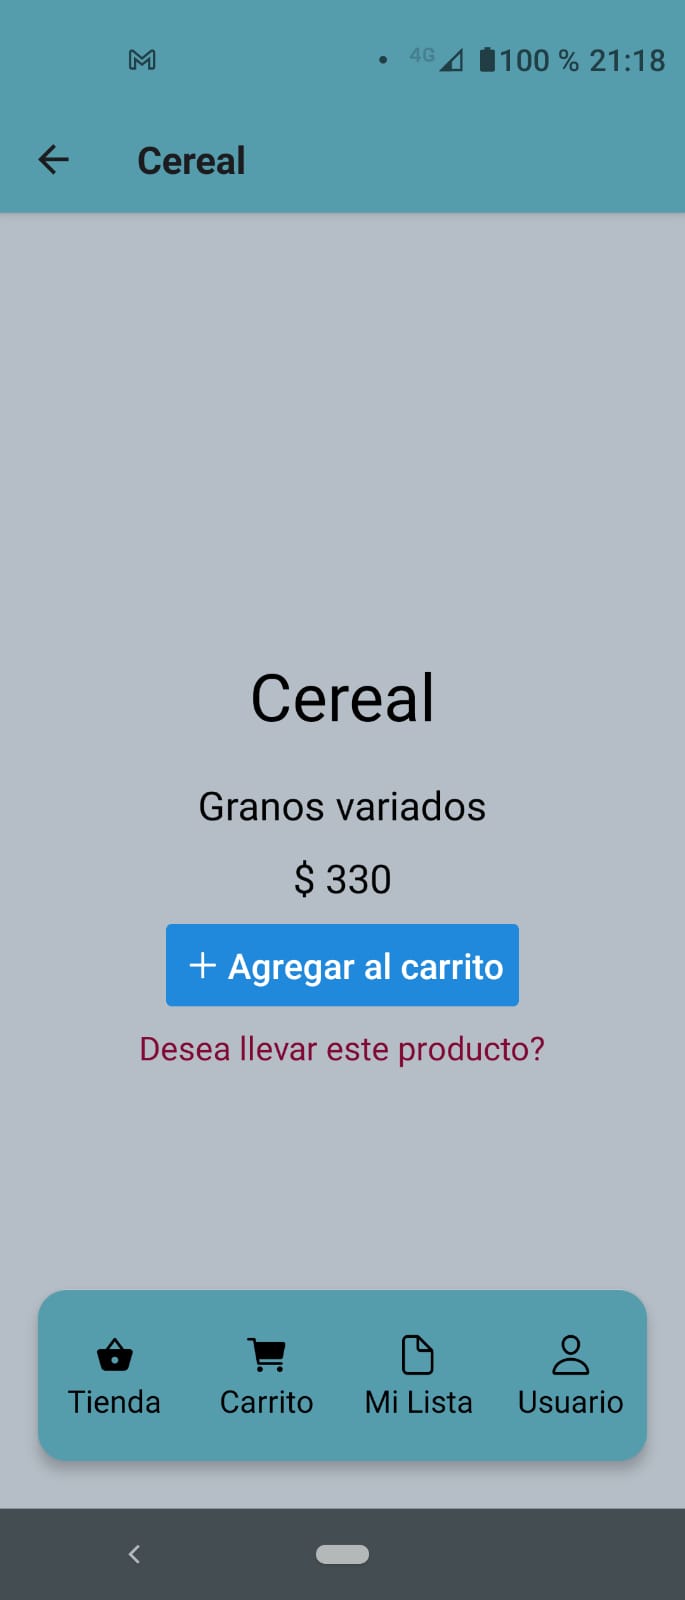 4G 100 % 21:18
Cereal
Cereal
Granos variados
$ 330
+ Agregar al carrito
Desea llevar este producto?
Tienda Carrito Mi Lista Usuario